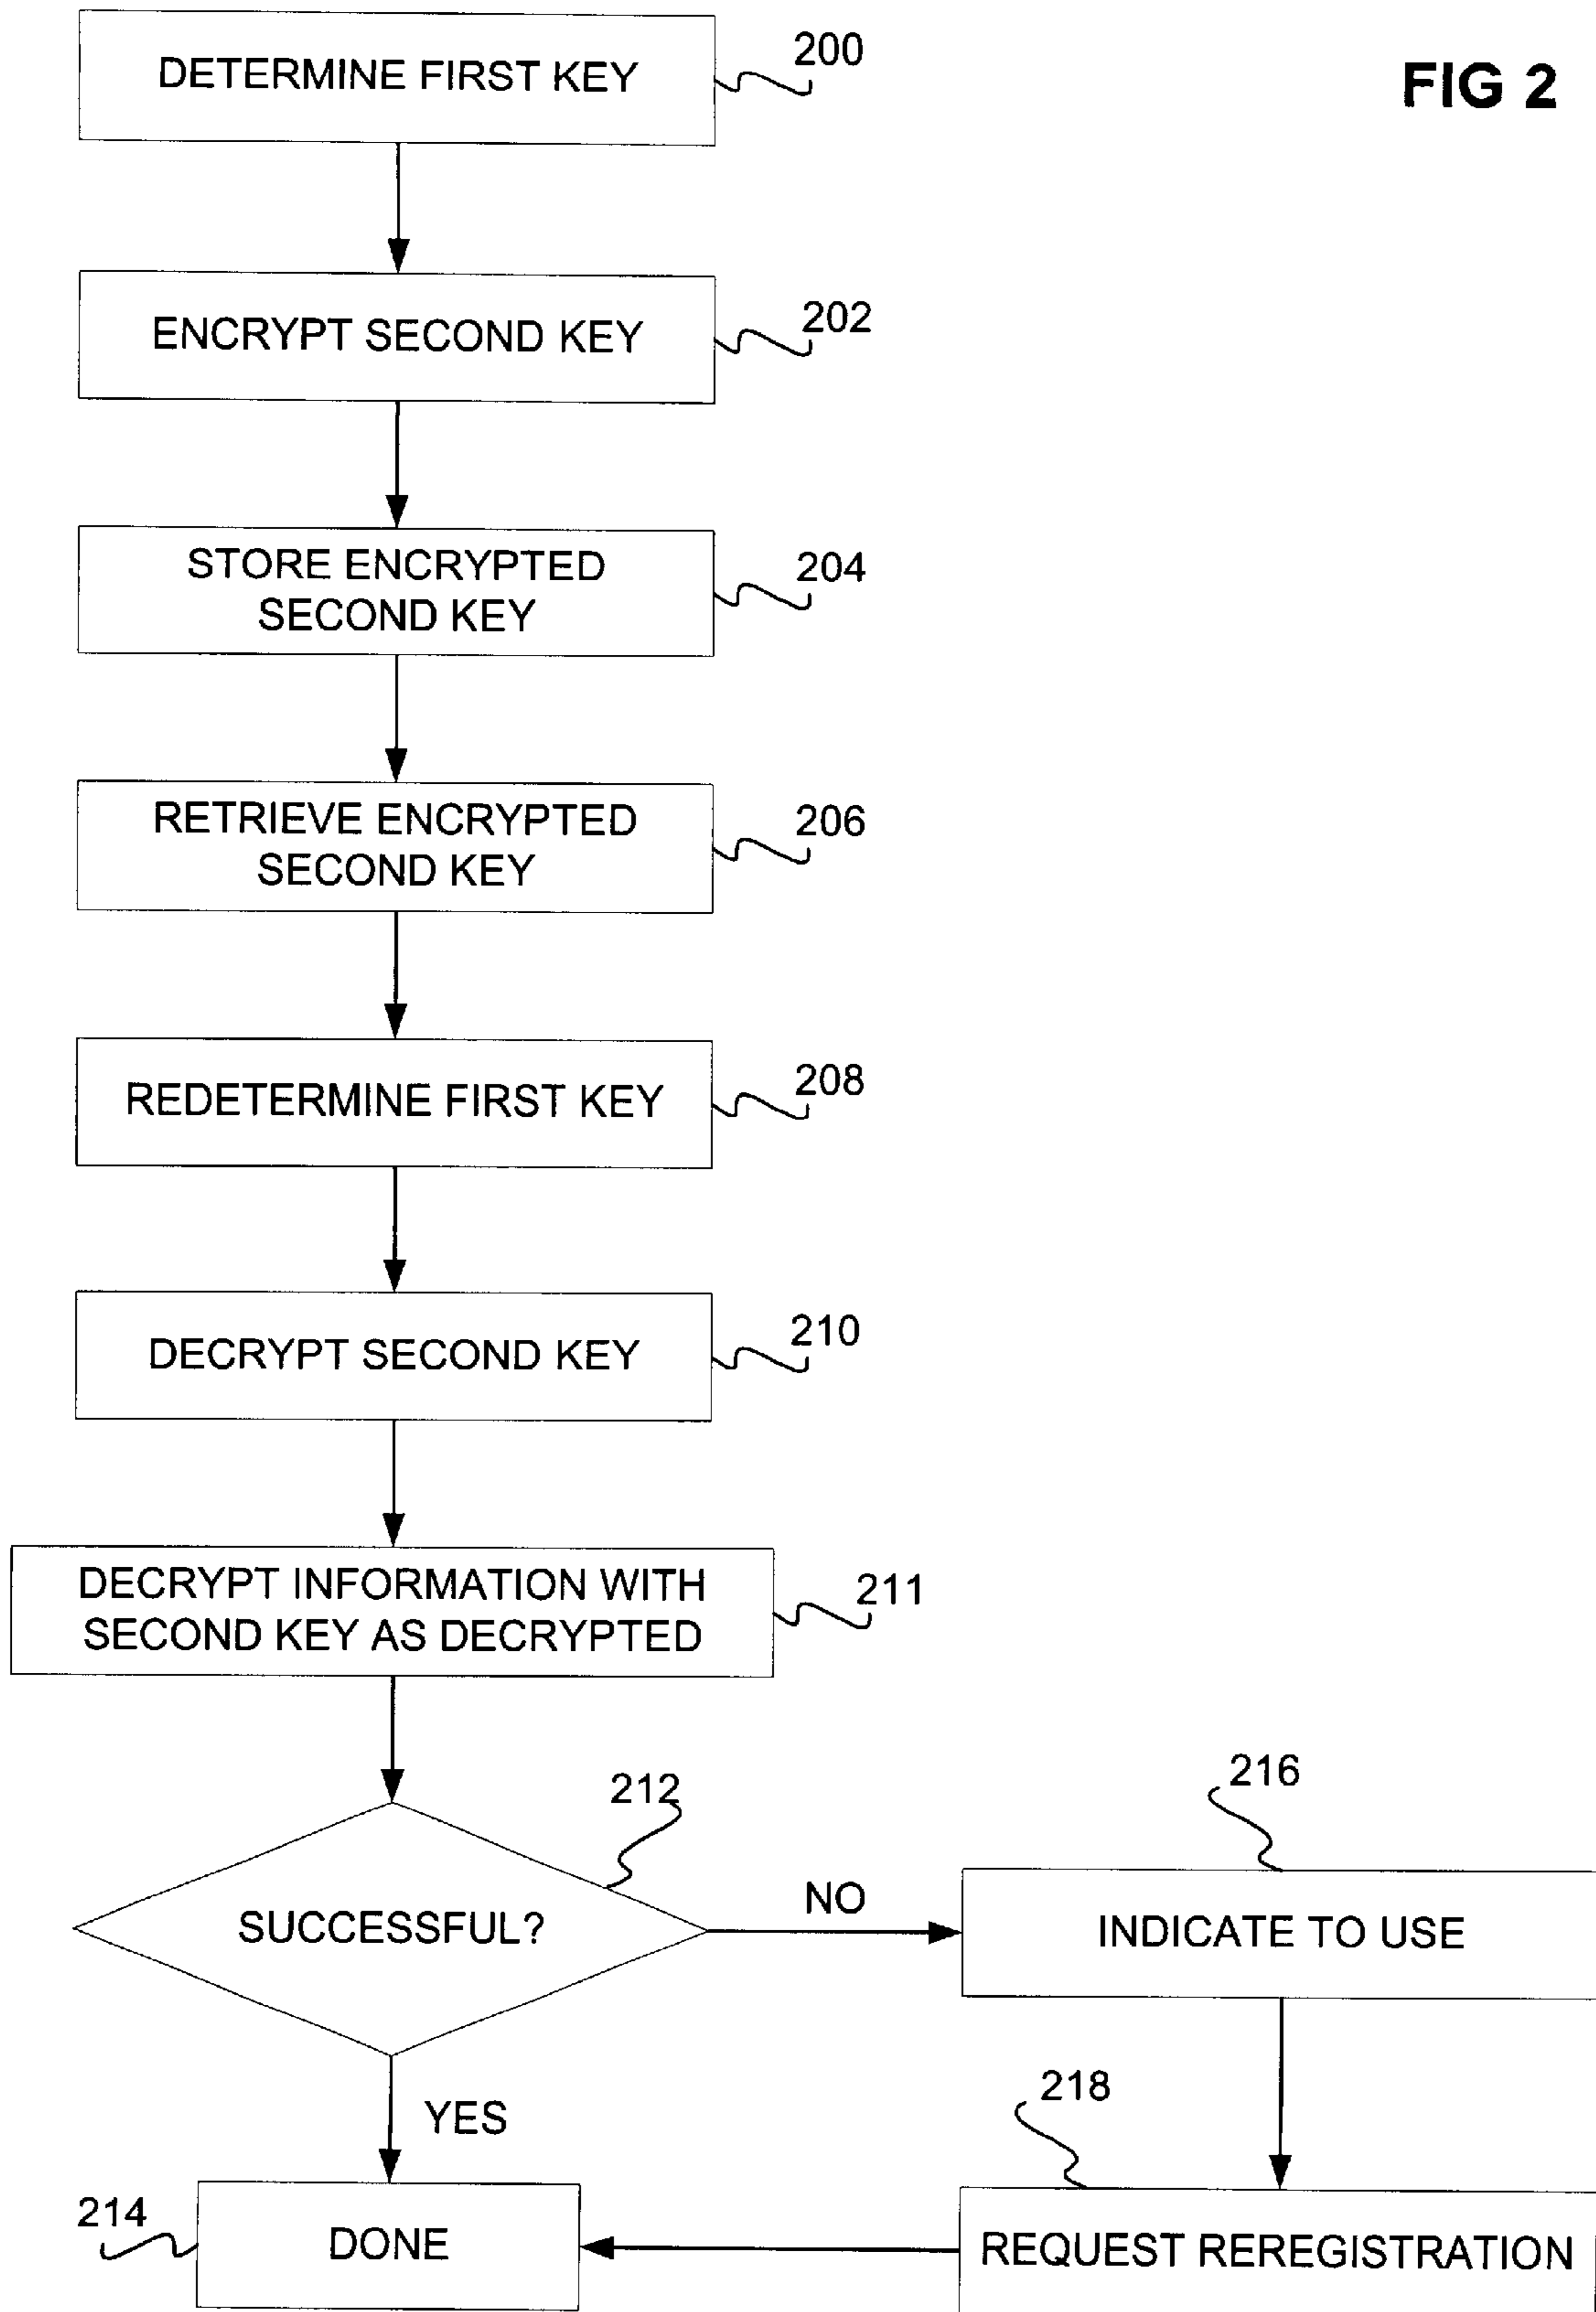 FIG 2
DETERMINE FIRST KEY
200
ENCRYPT SECOND KEY
202
STORE ENCRYPTED
SECOND KEY
204
RETRIEVE ENCRYPTED
SECOND KEY
206
REDETERMINE FIRST KEY
208
DECRYPT SECOND KEY
210
DECRYPT INFORMATION WITH
SECOND KEY AS DECRYPTED
211
SUCCESSFUL?
212
NO
INDICATE TO USE
216
YES
DONE
214
REQUEST REREGISTRATION
218